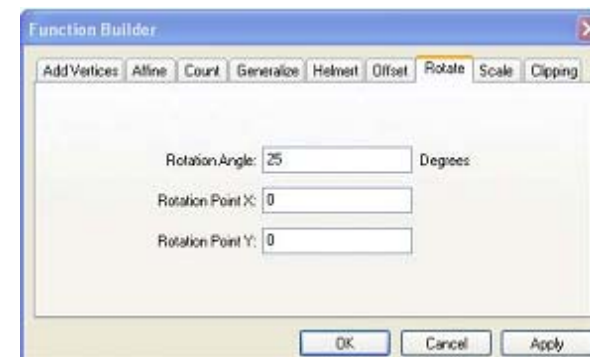 Function Builder
Add Vertices Affine Count Generalize Helmert Offset Rotate Scale Clipping
Rotation Angle: 25 Degrees
Rotation Point X: 0
Rotation Point Y: 0
OK Cancel Apply